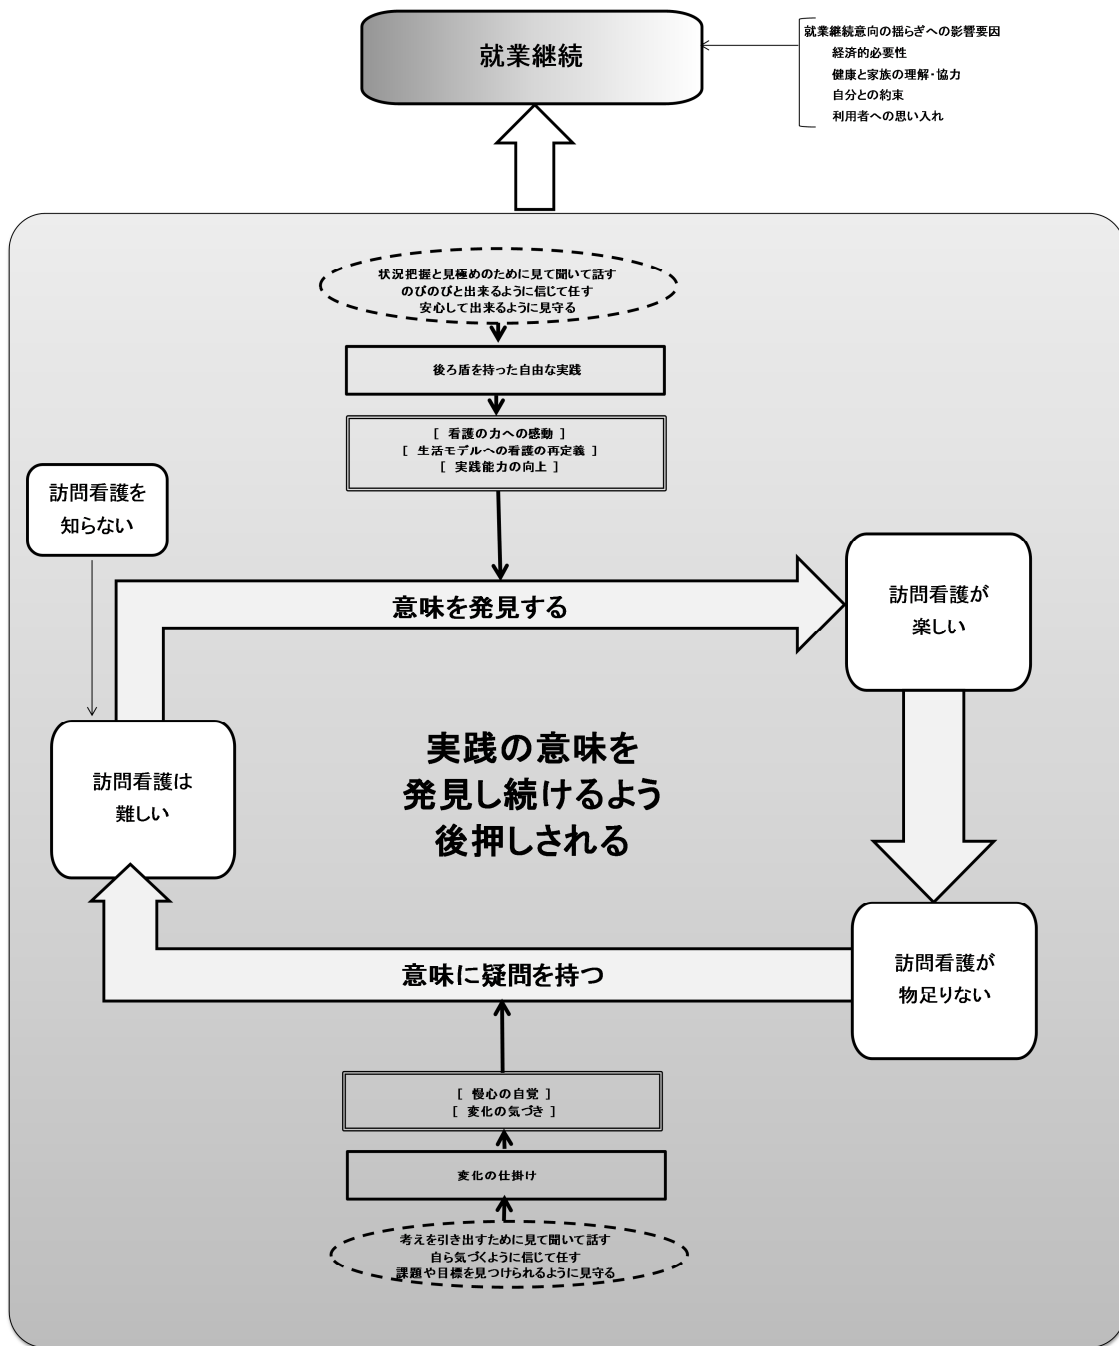 就業継続
就業継続意向の揺らぎへの影響要因
経済的必要性
健康と家族の理解・協力
自分との約束
利用者への思い入れ
状況把握と見極めのために見て聞いて話す
のびのびと出来るように信じて任す
安心して出来るように見守る
後ろ盾を持った自由な実践
[ 看護の力への感動 ]
[ 生活モデルへの看護の再定義 ]
[ 実践能力の向上 ]
訪問看護を
知らない
意味を発見する
訪問看護が
楽しい
訪問看護は
難しい
実践の意味を
発見し続けるよう
後押しされる
訪問看護が
物足りない
意味に疑問を持つ
[ 慢心の自覚 ]
[ 変化の気づき ]
変化の仕掛け
考えを引き出すために見て聞いて話す
自ら気づくように信じて任す
課題や目標を見つけられるように見守る